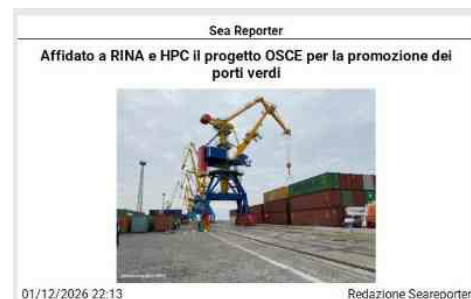 Sea Reporter
Affidato a RINA e HPC il progetto OSCE per la promozione dei
porti verdi
01/12/2026 22:13
Redazione Seareporter